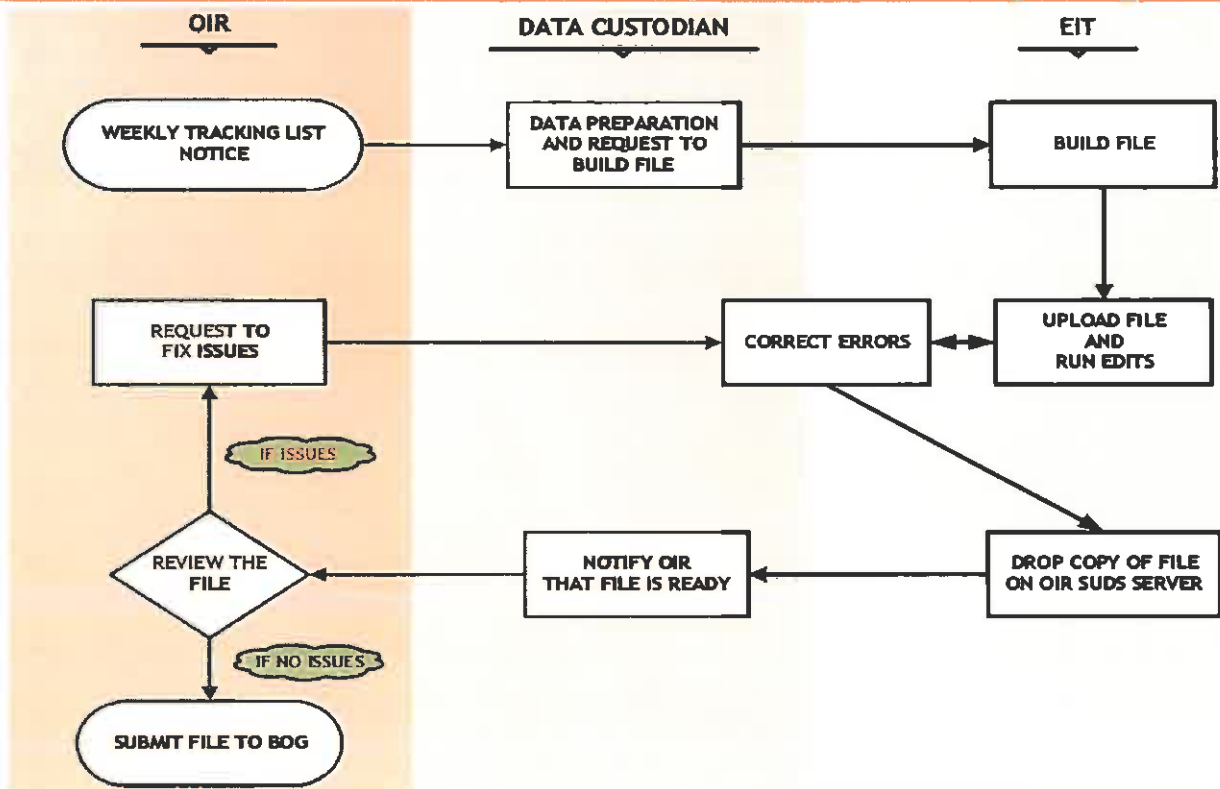 OIR
DATA CUSTODIAN
EIT
WEEKLY TRACKING LIST
NOTICE
DATA PREPARATION
AND REQUEST TO
BUILD FILE
BUILD FILE
REQUEST TO
FIX ISSUES
CORRECT ERRORS
UPLOAD FILE
AND
RUN EDITS
IF ISSUES
REVIEW THE
FILE
NOTIFY OIR
THAT FILE IS READY
DROP COPY OF FILE
ON OIR SUDS SERVER
IF NO ISSUES
SUBMIT FILE TO BOG